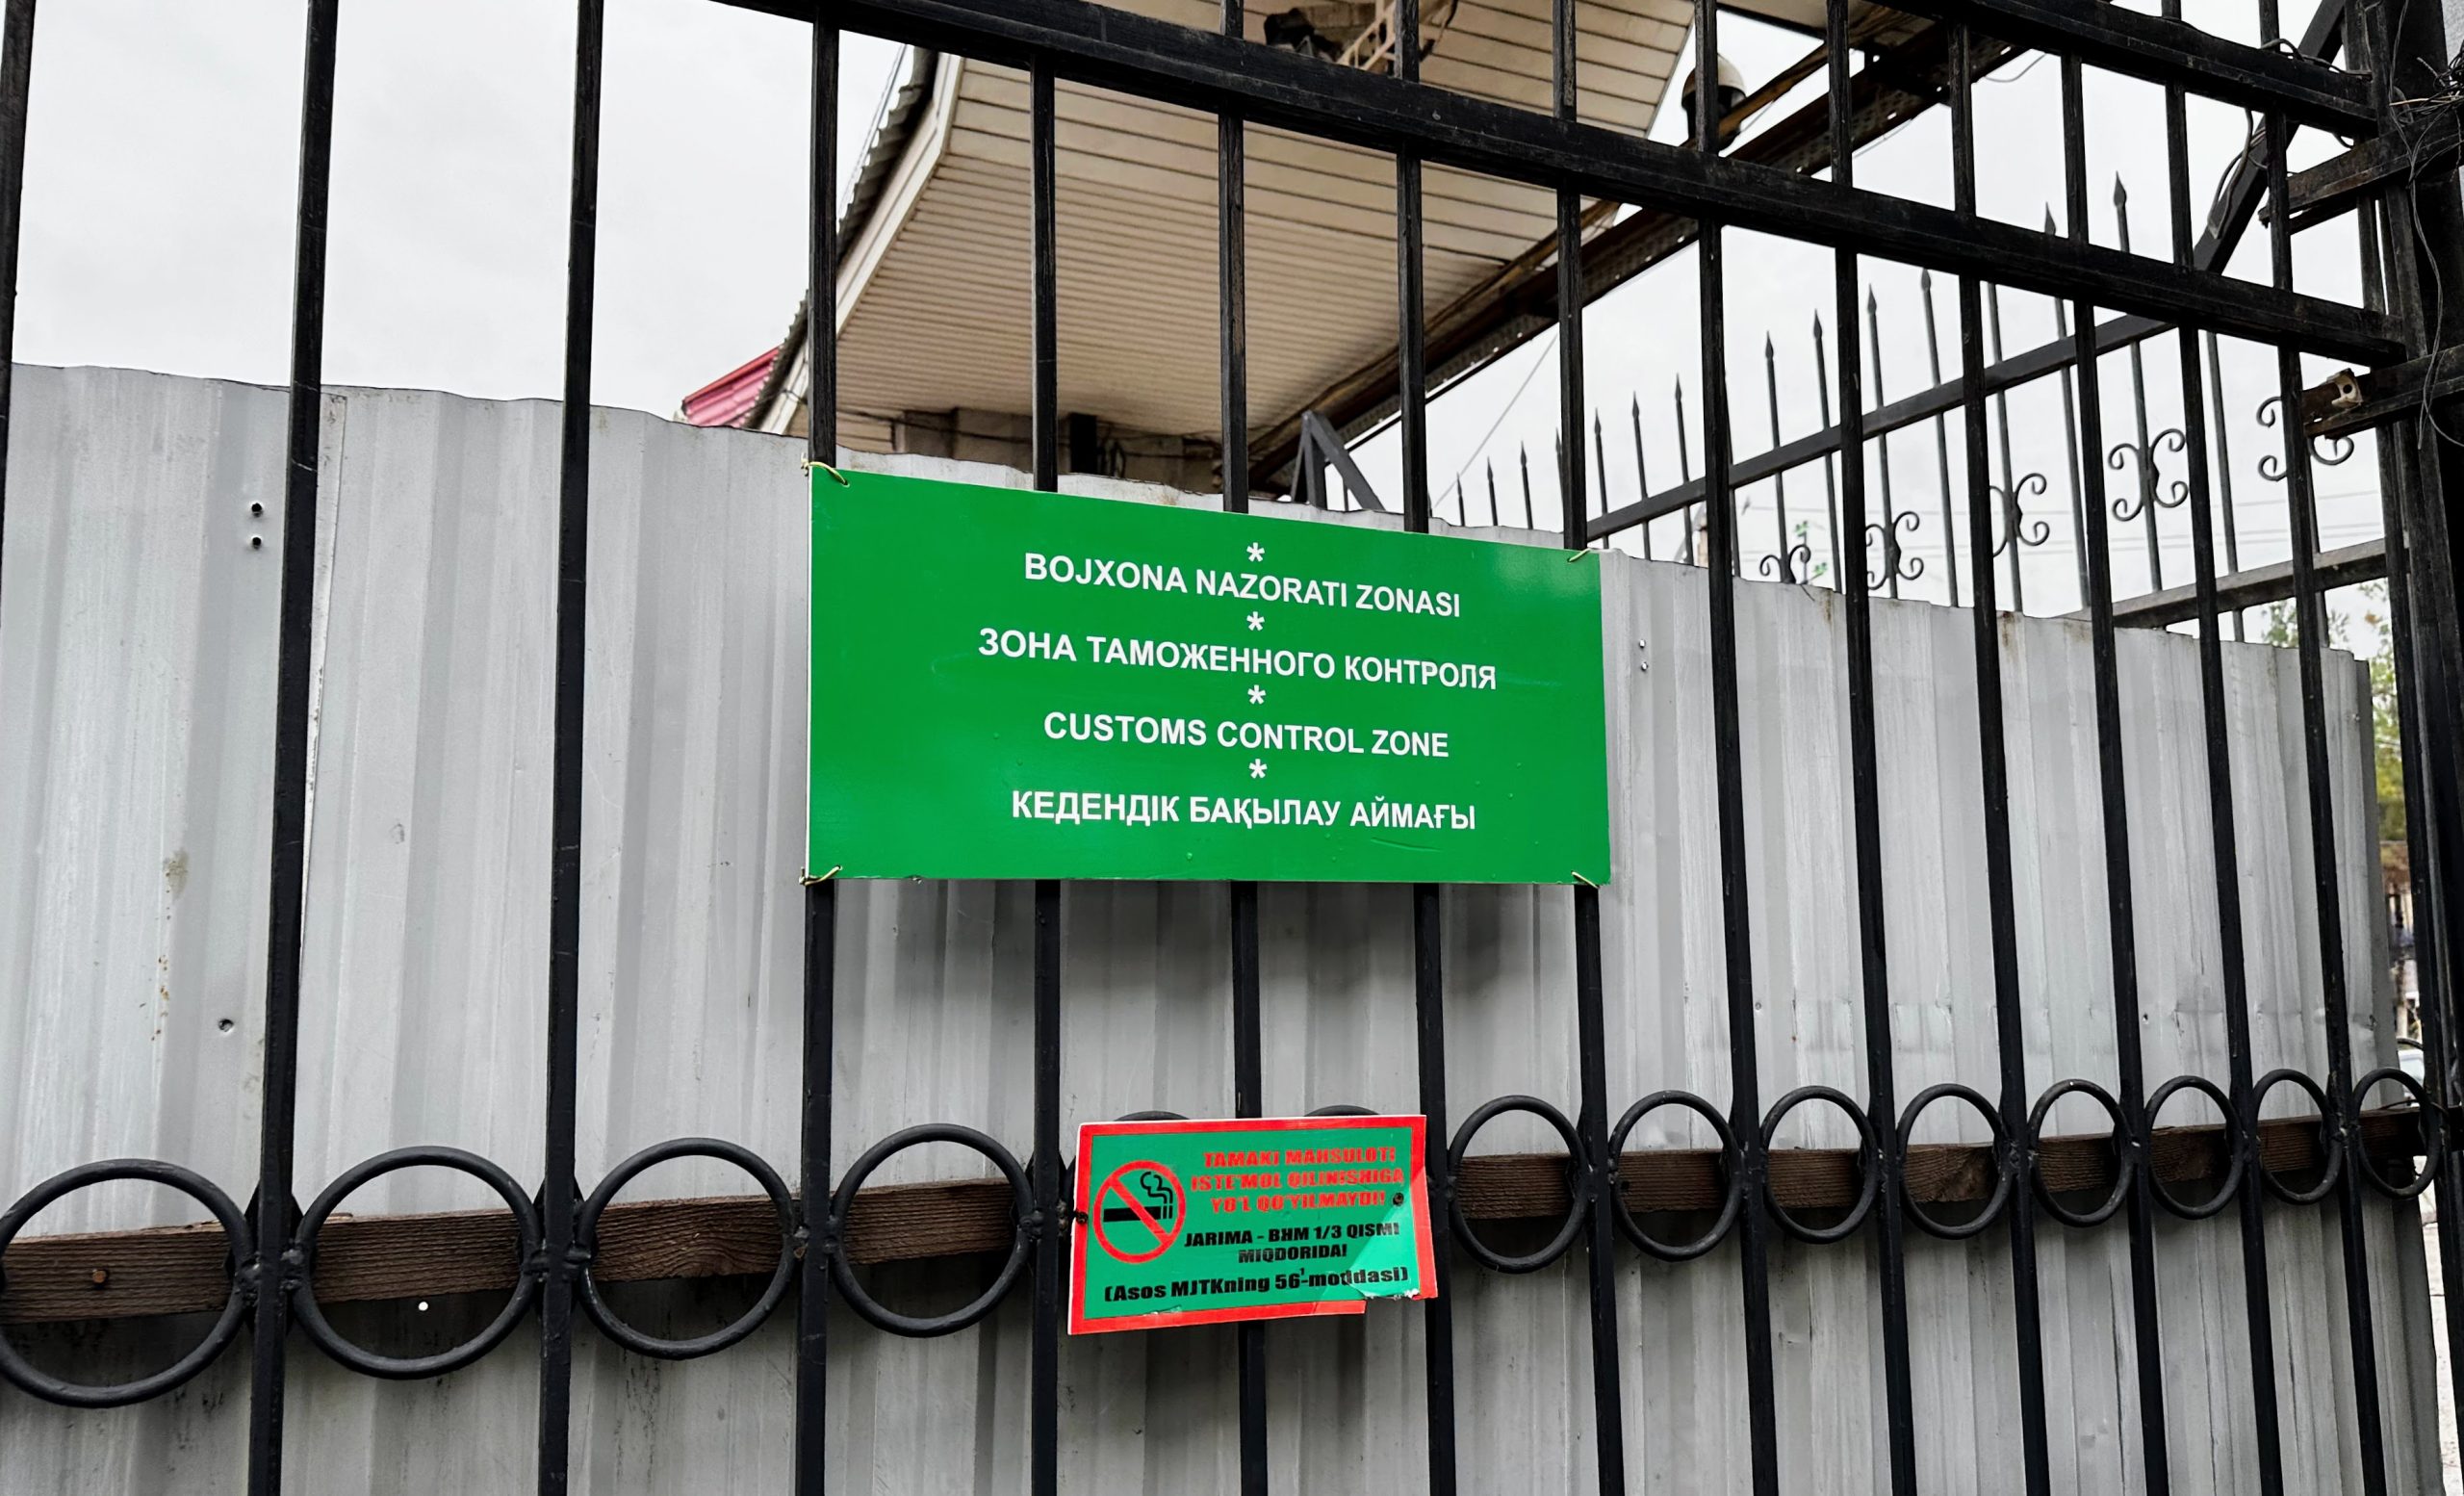 *
BOJXONA NAZORATI ZONASI
*
ЗОНА ТАМОЖЕННОГО КОНТРОЛЯ
*
CUSTOMS CONTROL ZONE
*
КЕДЕНДІК БАҚЫЛАУ АЙМАҒЫ
TAMAKI MAHSULOTI
ISTE'MOL QILINISHIGA
YO'L QO'YILMAYDI!
JARIMA - BHM 1/3 QISMI
MIQDORIDA!
(Asos MJTKning 56¹-moddasi)